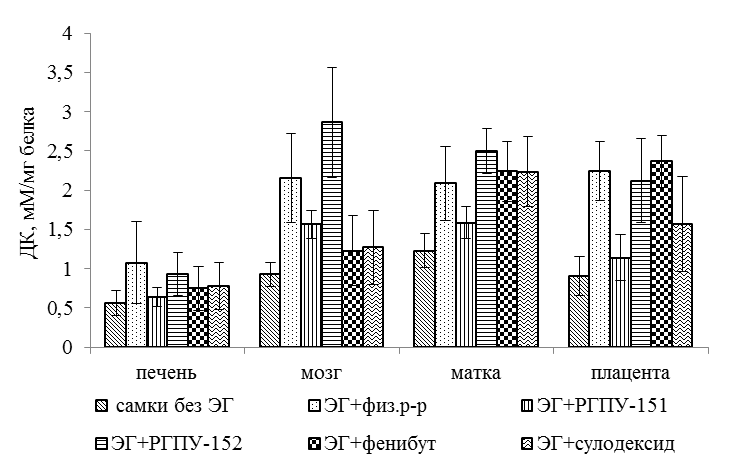 4
3,5
3
2,5
2
1,5
1
0,5
0
ДК, мМ/мг белка
печень мозг матка плацента
самки без ЭГ ЭГ+физ.р-р ЭГ+РГПУ-151
ЭГ+РГПУ-152 ЭГ+фенибут ЭГ+сулодексид